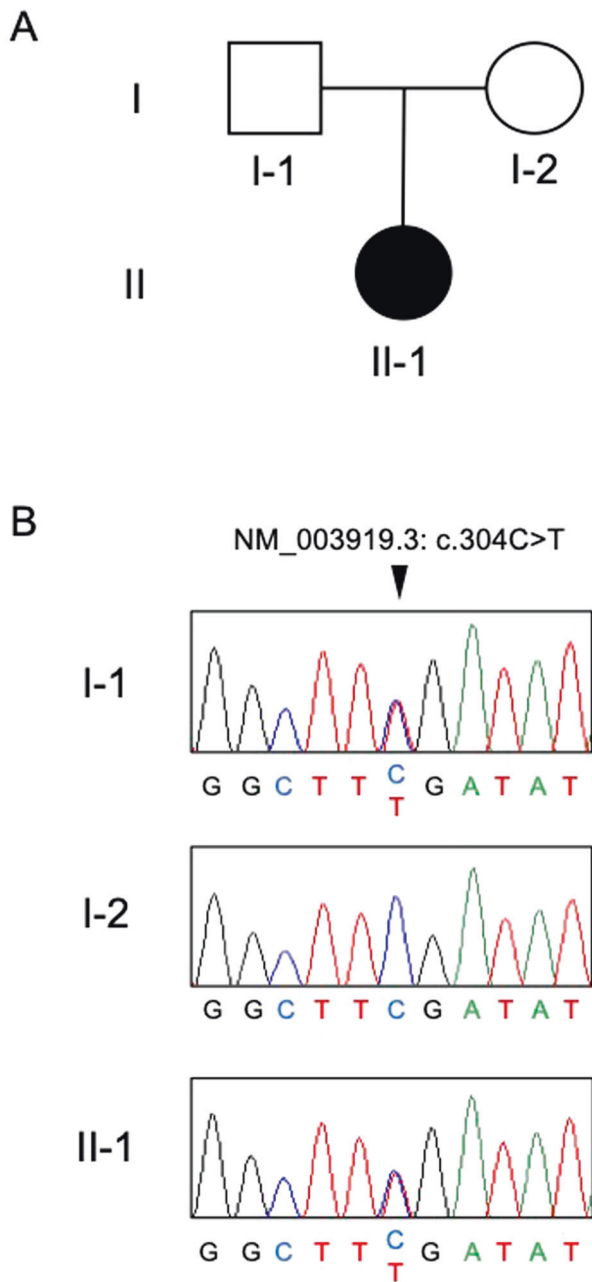 A
I
I-1
I-2
II
II-1
B
NM_003919.3: c.304C>T
I-1
G G C T T C G A T A T
T
I-2
G G C T T C G A T A T
II-1
G G C T T C G A T A T
T